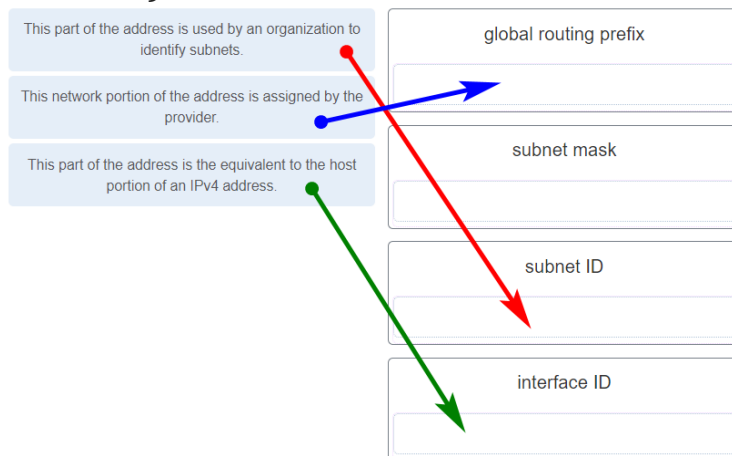 This part of the address is used by an organization to
identify subnets.
This network portion of the address is assigned by the
provider.
This part of the address is the equivalent to the host
portion of an IPv4 address.
global routing prefix
subnet mask
subnet ID
interface ID